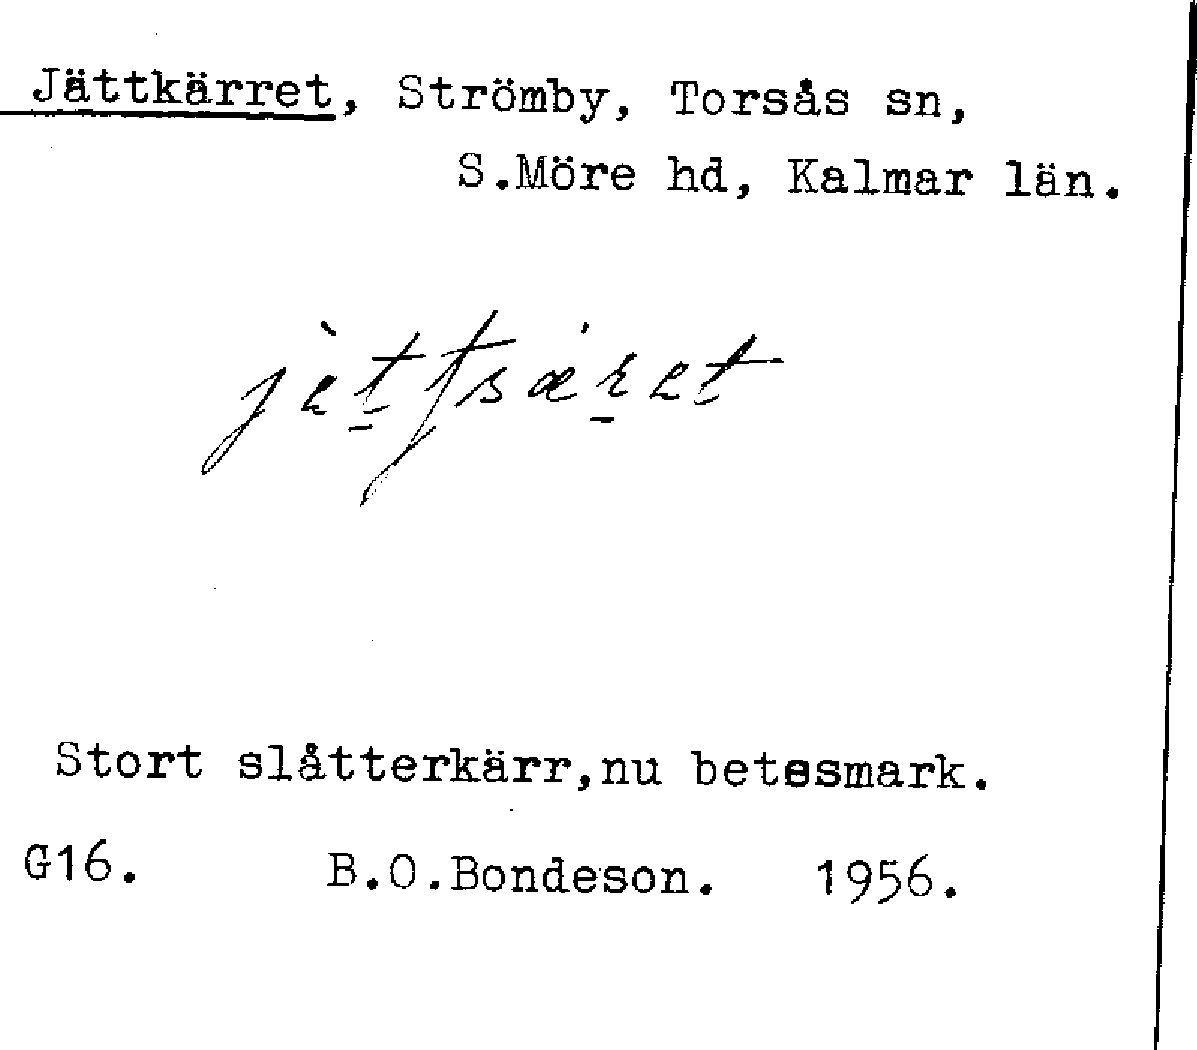 Jättkärret, Strömby, Torsås sn,
S.Möre hd, Kalmar län.
Stort slåtterkärr,nu betesmark.
G16. B.O.Bondeson. 1956.